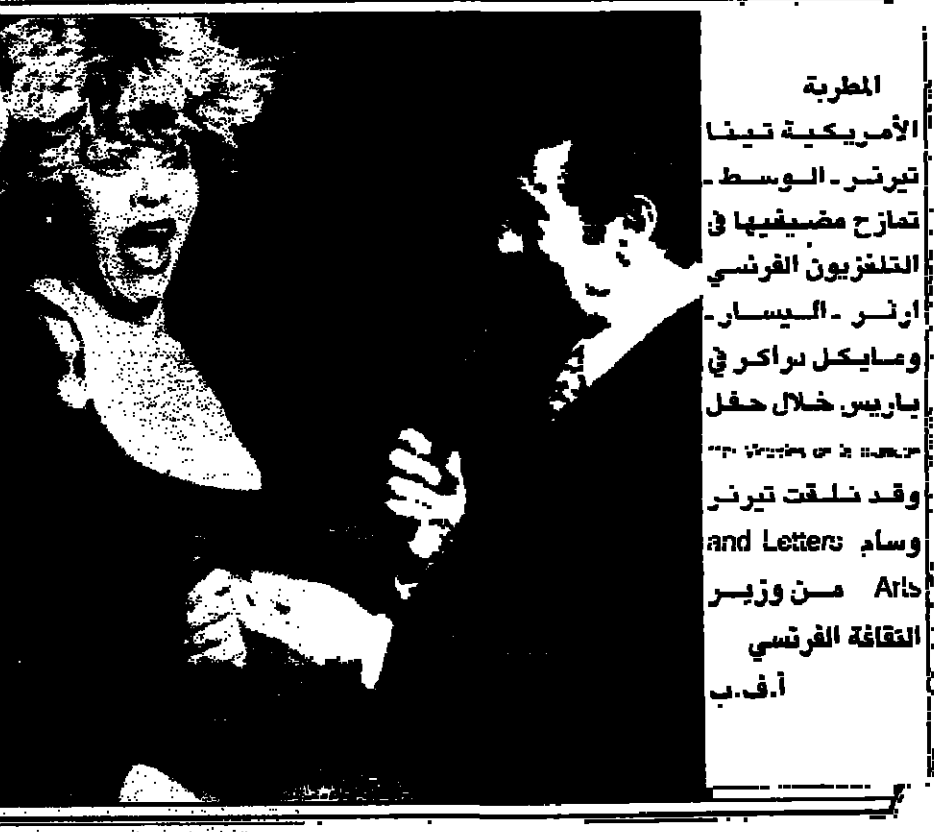 المطربة
الأمريكية تينا
تيرنر ـ الوسط ـ
تمازح مضيفيها في
التلفزيون الفرنسي
ارنر ـ اليسار ـ
ومايكل دراكر في
باريس خلال حفل
وقد تلقت تيرنر
وسام and Letters
Arts من وزير
الثقافة الفرنسي
أ.ف.ب